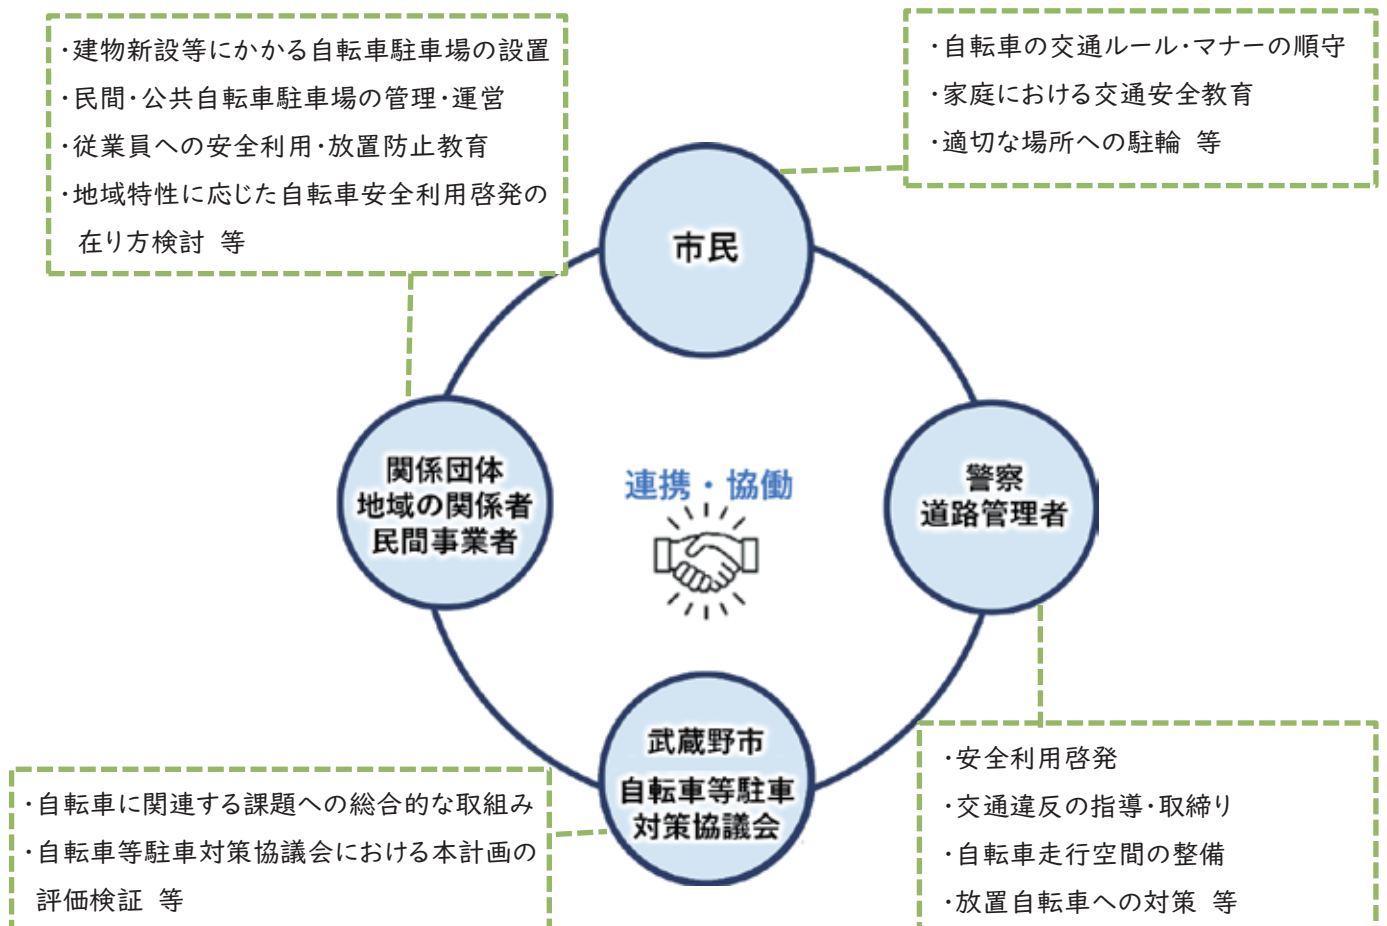 ・建物新設等にかかる自転車駐車場の設置
・民間・公共自転車駐車場の管理・運営
・従業員への安全利用・放置防止教育
・地域特性に応じた自転車安全利用啓発の
在り方検討 等
・自転車の交通ルール・マナーの順守
・家庭における交通安全教育
・適切な場所への駐輪 等
市民
関係団体
地域の関係者
民間事業者
連携・協働
警察
道路管理者
武蔵野市
自転車等駐車
対策協議会
・自転車に関連する課題への総合的な取組み
・自転車等駐車対策協議会における本計画の
評価検証 等
・安全利用啓発
・交通違反の指導・取締り
・自転車走行空間の整備
・放置自転車への対策 等